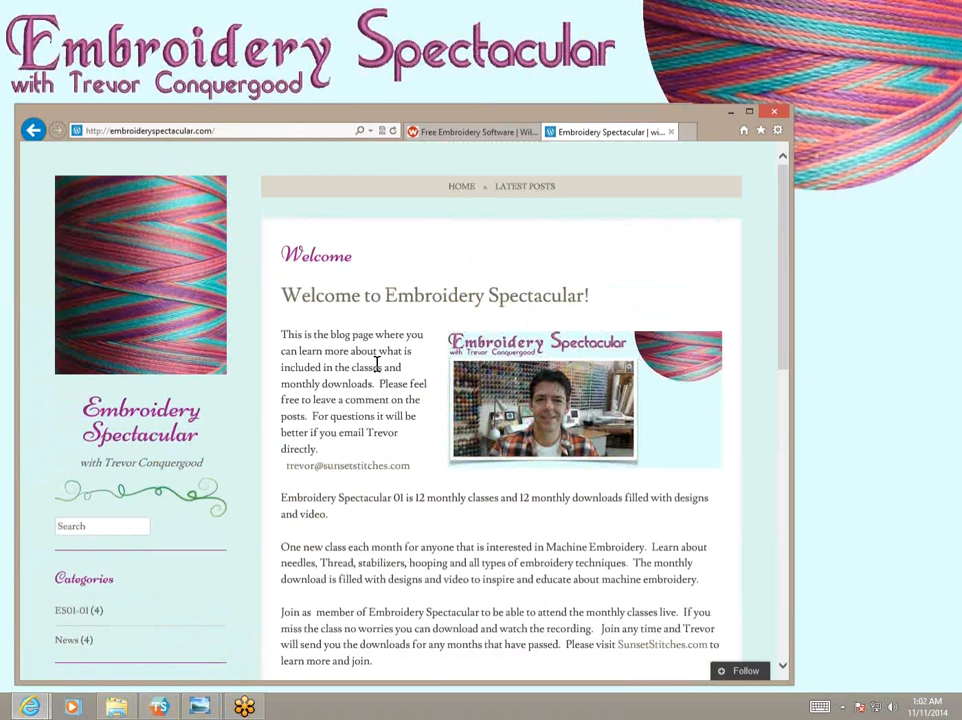 Embroidery Spectacular
with Trevor Conquergood
http://embroideryspectacular.com/
Free Embroidery Software | Wil...
Embroidery Spectacular | wi...
HOME » LATEST POSTS
Welcome
Welcome to Embroidery Spectacular!
This is the blog page where you
can learn more about what is
included in the classes and
monthly downloads. Please feel
free to leave a comment on the
posts. For questions it will be
better if you email Trevor
directly.
trevor@sunsetstitches.com
Embroidery Spectacular
with Trevor Conquergood
Embroidery
Spectacular
with Trevor Conquergood
Search
Categories
ES01-01 (4)
News (4)
Embroidery Spectacular 01 is 12 monthly classes and 12 monthly downloads filled with designs
and video.
One new class each month for anyone that is interested in Machine Embroidery. Learn about
needles, Thread, stabilizers, hooping and all types of embroidery techniques. The monthly
download is filled with designs and video to inspire and educate about machine embroidery.
Join as member of Embroidery Spectacular to be able to attend the monthly classes live. If you
miss the class no worries you can download and watch the recording. Join any time and Trevor
will send you the downloads for any months that have passed. Please visit SunsetStitches.com to
learn more and join.
Follow
TS
1:02 AM
11/11/2014